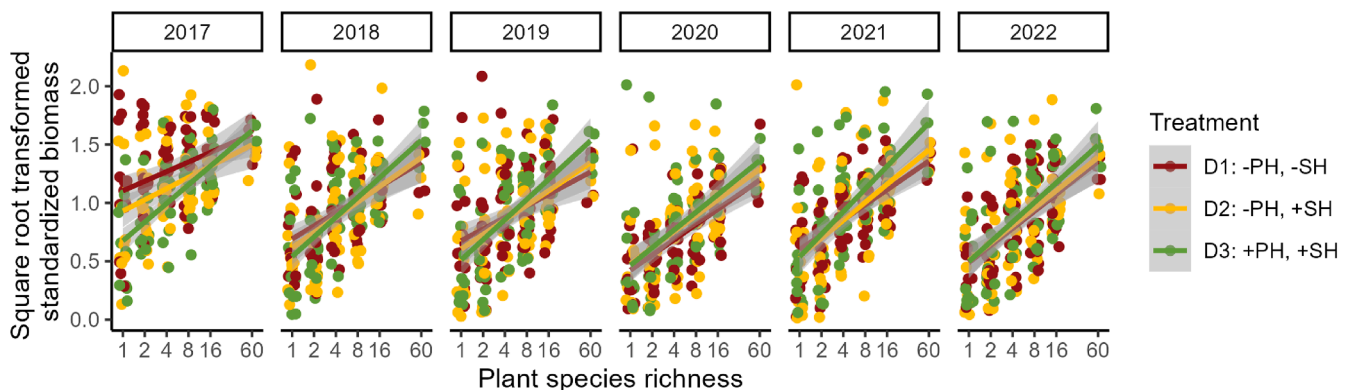 2017 2018 2019 2020 2021 2022
Square root transformed
standardized biomass
2.0
1.5
1.0
0.5
0.0
1 2 4 8 16 60 1 2 4 8 16 60 1 2 4 8 16 60 1 2 4 8 16 60 1 2 4 8 16 60 1 2 4 8 16 60
Plant species richness
Treatment
D1: -PH, -SH
D2: -PH, +SH
D3: +PH, +SH